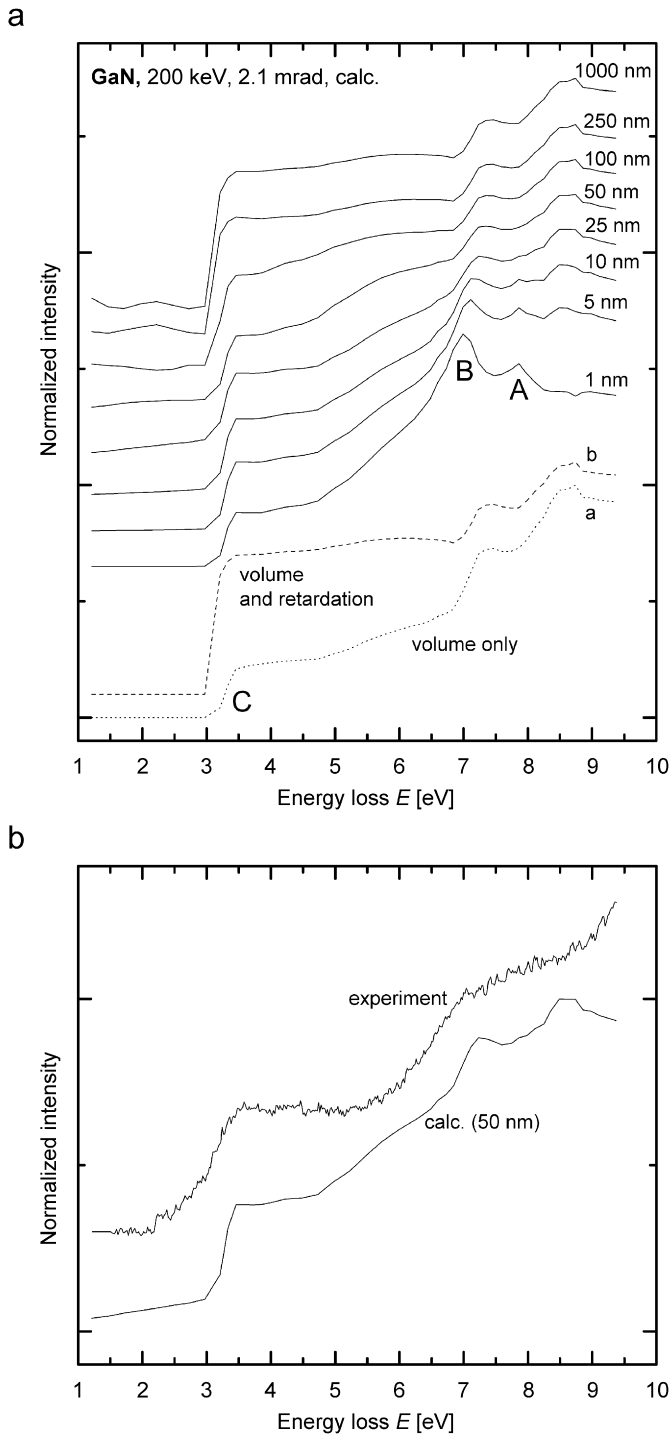 a
GaN, 200 keV, 2.1 mrad, calc.
1000 nm
250 nm
100 nm
50 nm
25 nm
10 nm
5 nm
1 nm
B
A
b
a
volume
and retardation
volume only
C
Normalized intensity
1 2 3 4 5 6 7 8 9 10
Energy loss E [eV]
b
experiment
calc. (50 nm)
Normalized intensity
1 2 3 4 5 6 7 8 9 10
Energy loss E [eV]